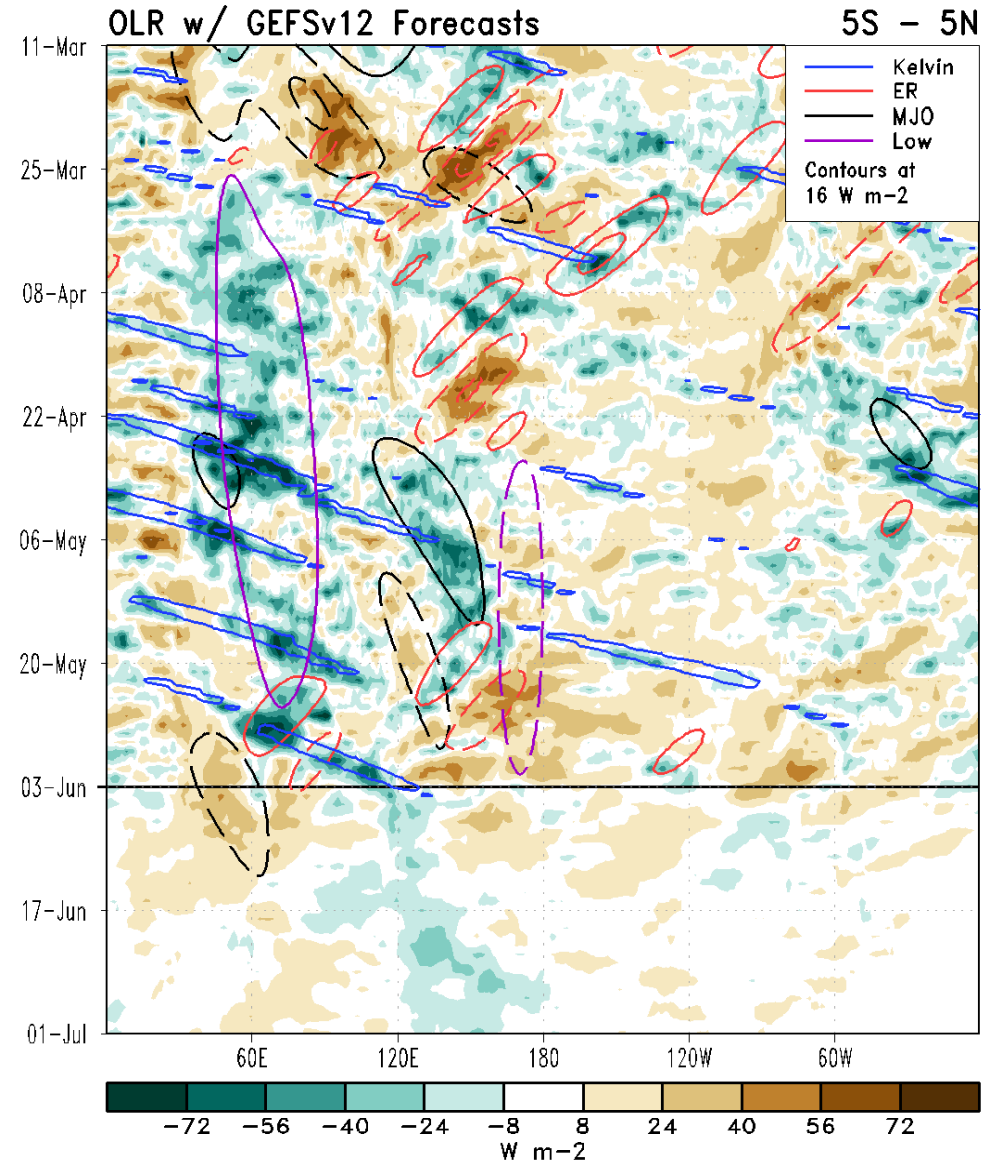 OLR w/ GEFSv12 Forecasts 5S - 5N
Kelvin
ER
MJO
Low
Contours at
16 W m-2
11-Mar
25-Mar
08-Apr
22-Apr
06-May
20-May
03-Jun
17-Jun
01-Jul
60E 120E 180 120W 60W
-72 -56 -40 -24 -8 8 24 40 56 72
W m-2